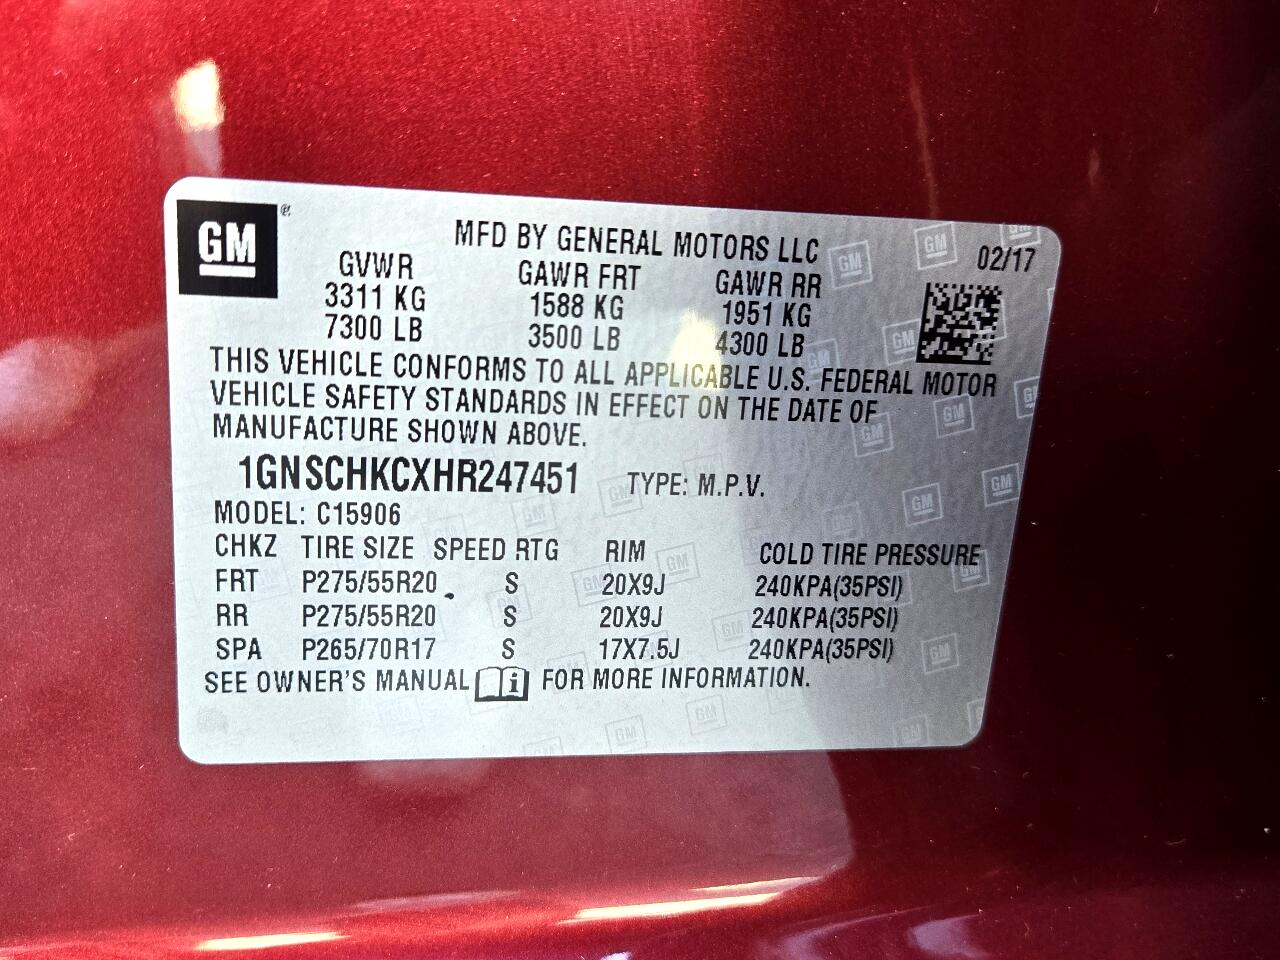 GM ®
MFD BY GENERAL MOTORS LLC 02/17
GVWR GAWR FRT GAWR RR
3311 KG 1588 KG 1951 KG
7300 LB 3500 LB 4300 LB
THIS VEHICLE CONFORMS TO ALL APPLICABLE U.S. FEDERAL MOTOR
VEHICLE SAFETY STANDARDS IN EFFECT ON THE DATE OF
MANUFACTURE SHOWN ABOVE.
1GNSCHKCXHR247451 TYPE: M.P.V.
MODEL: C15906
CHKZ TIRE SIZE SPEED RTG RIM COLD TIRE PRESSURE
FRT P275/55R20 S 20X9J 240KPA(35PSI)
RR P275/55R20 S 20X9J 240KPA(35PSI)
SPA P265/70R17 S 17X7.5J 240KPA(35PSI)
SEE OWNER'S MANUAL i FOR MORE INFORMATION.